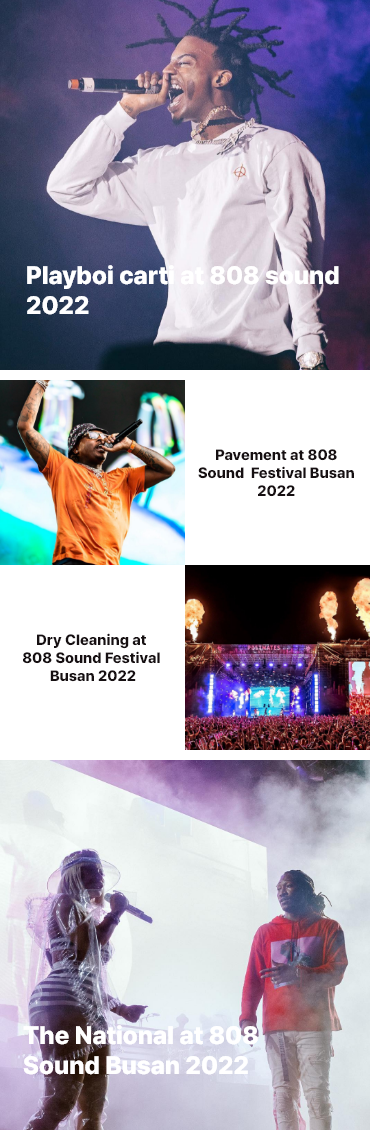 Playboi carti at 808 sound
2022
Pavement at 808
Sound  Festival Busan
2022
Dry Cleaning at
808 Sound Festival
Busan 2022
The National at 808
Sound Busan 2022